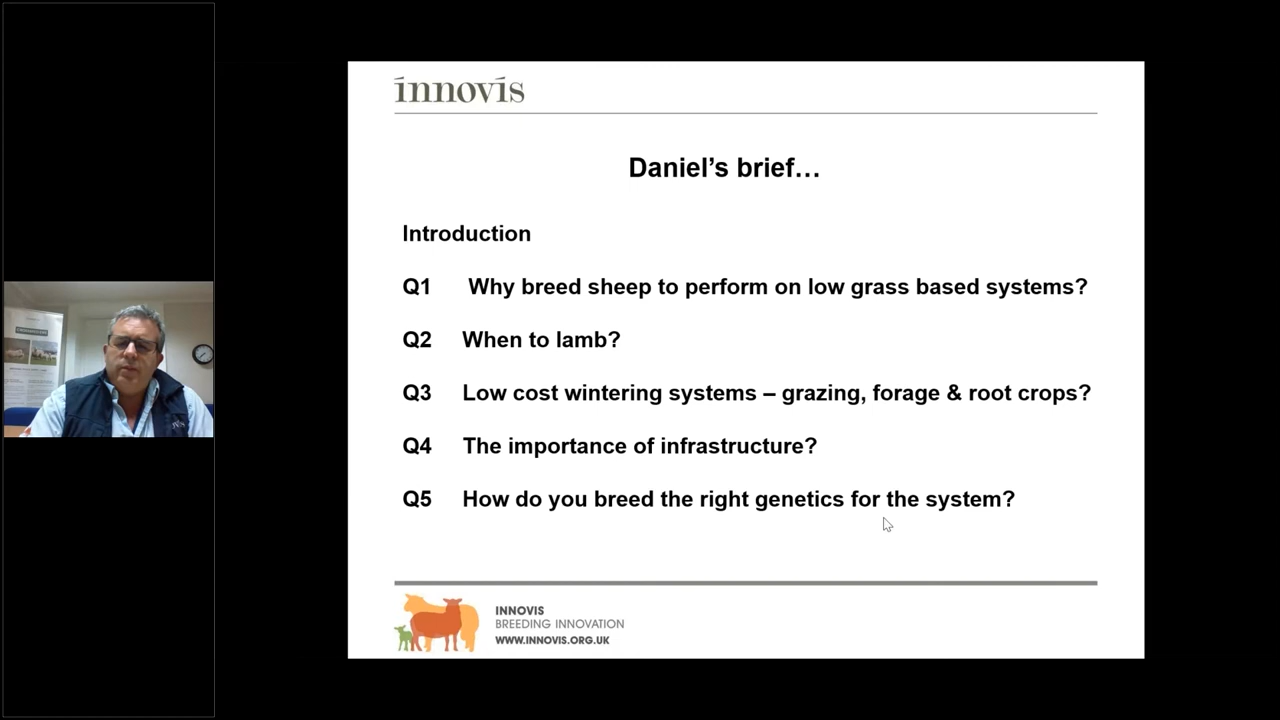 innovis
Daniel's brief…
Introduction
Q1 Why breed sheep to perform on low grass based systems?
Q2 When to lamb?
Q3 Low cost wintering systems – grazing, forage & root crops?
Q4 The importance of infrastructure?
Q5 How do you breed the right genetics for the system?
INNOVIS
BREEDING INNOVATION
WWW.INNOVIS.ORG.UK